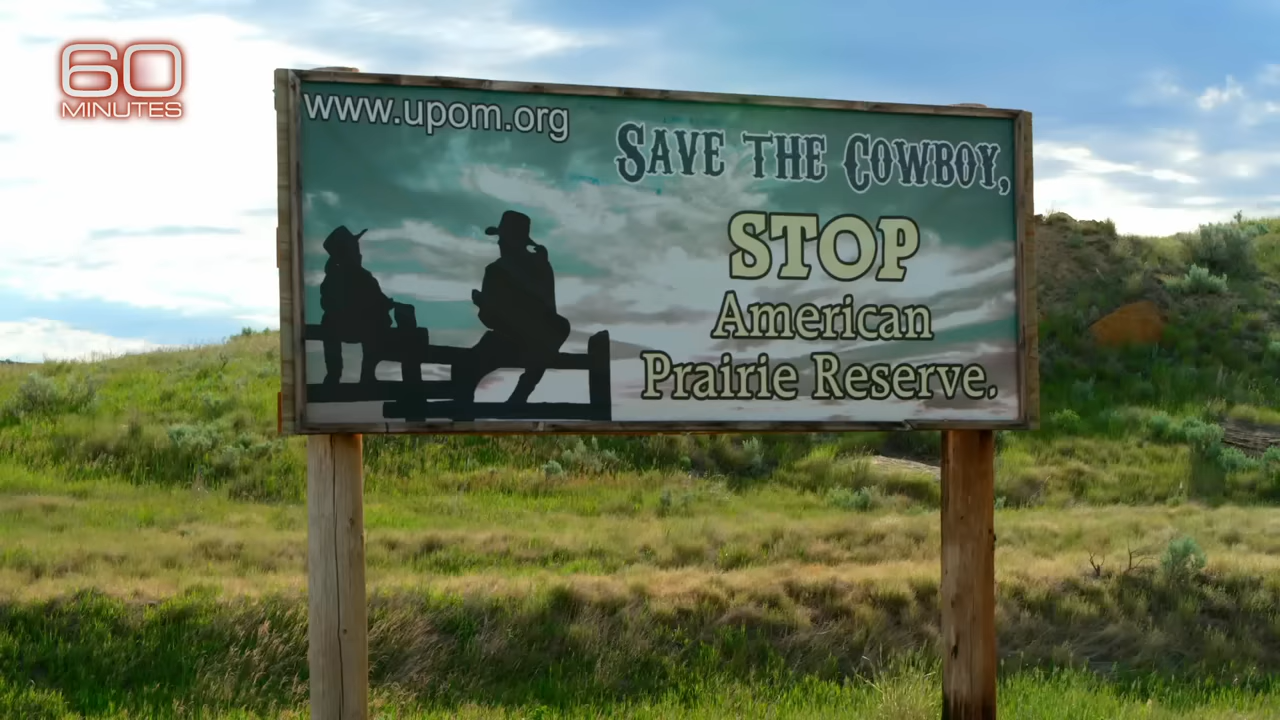 60
MINUTES
www.upom.org
SAVE THE COWBOY,
STOP
American
Prairie Reserve.